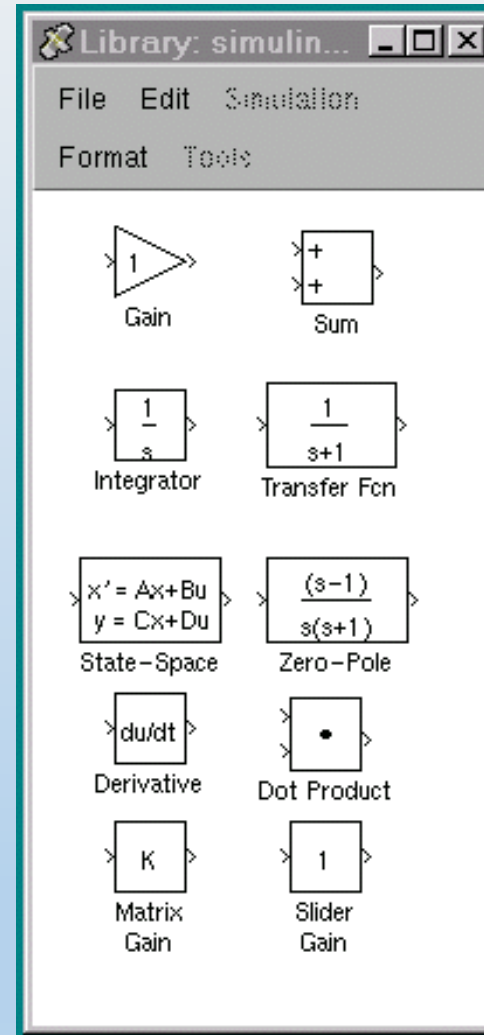 Library: simulin...
File Edit Simulation
Format Tools
1
Gain
+
+
Sum
1
s
Integrator
1
s+1
Transfer Fcn
x' = Ax+Bu
y = Cx+Du
State-Space
(s-1)
s(s+1)
Zero-Pole
du/dt
Derivative
Dot Product
K
Matrix
Gain
1
Slider
Gain